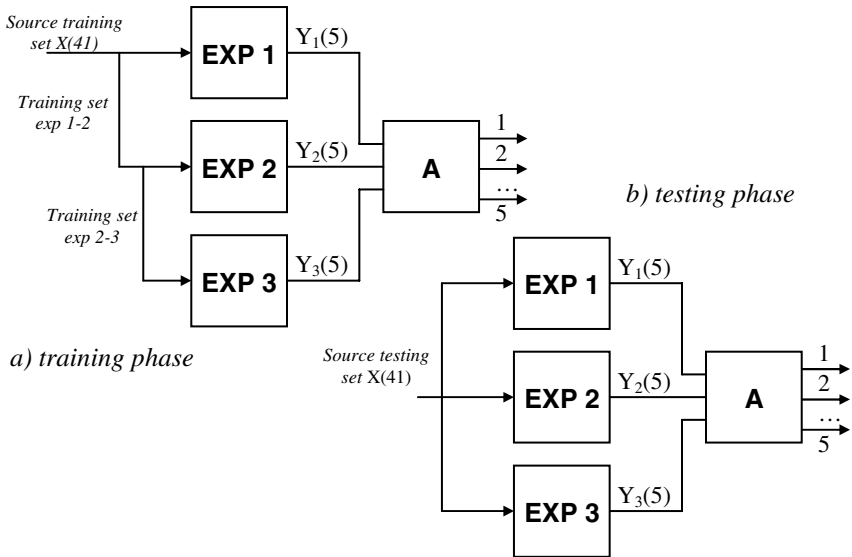 Source training
set X(41)
EXP 1
Y₁(5)
Training set
exp 1-2
EXP 2
Y₂(5)
A
1
2
…
5
Training set
exp 2-3
EXP 3
Y₃(5)
a) training phase
b) testing phase
EXP 1
Y₁(5)
Source testing
set X(41)
EXP 2
Y₂(5)
A
1
2
…
5
EXP 3
Y₃(5)